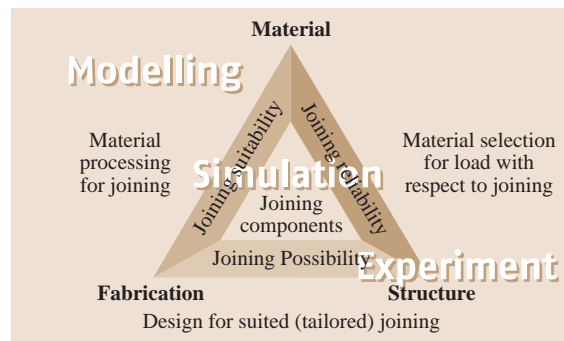 Material
Modelling
Joining suitability
Joining reliability
Material
processing
for joining
Material selection
for load with
respect to joining
Simulation
Joining
components
Joining Possibility
Experiment
Fabrication
Structure
Design for suited (tailored) joining